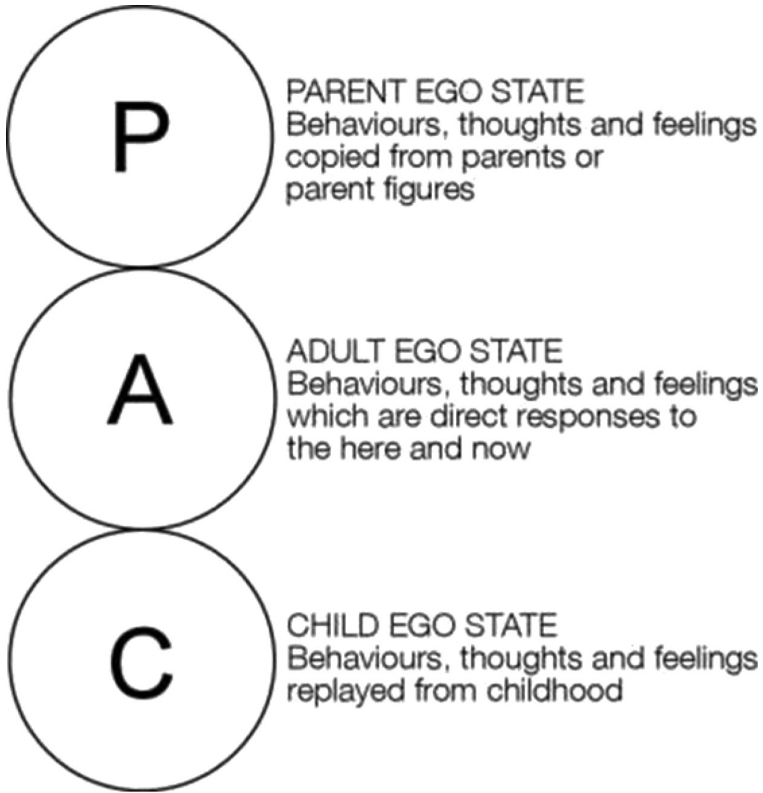 P
PARENT EGO STATE
Behaviours, thoughts and feelings
copied from parents or
parent figures
A
ADULT EGO STATE
Behaviours, thoughts and feelings
which are direct responses to
the here and now
C
CHILD EGO STATE
Behaviours, thoughts and feelings
replayed from childhood